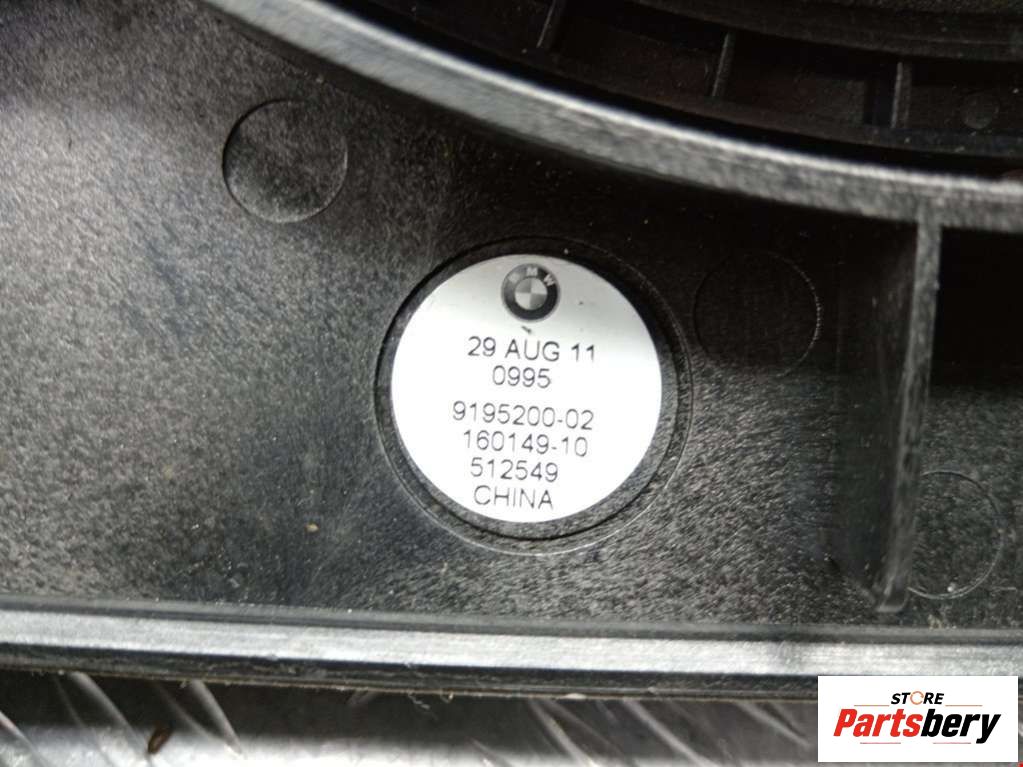 BMW
29 AUG 11
0995
9195200-02
160149-10
512549
CHINA
STORE
Partsbery